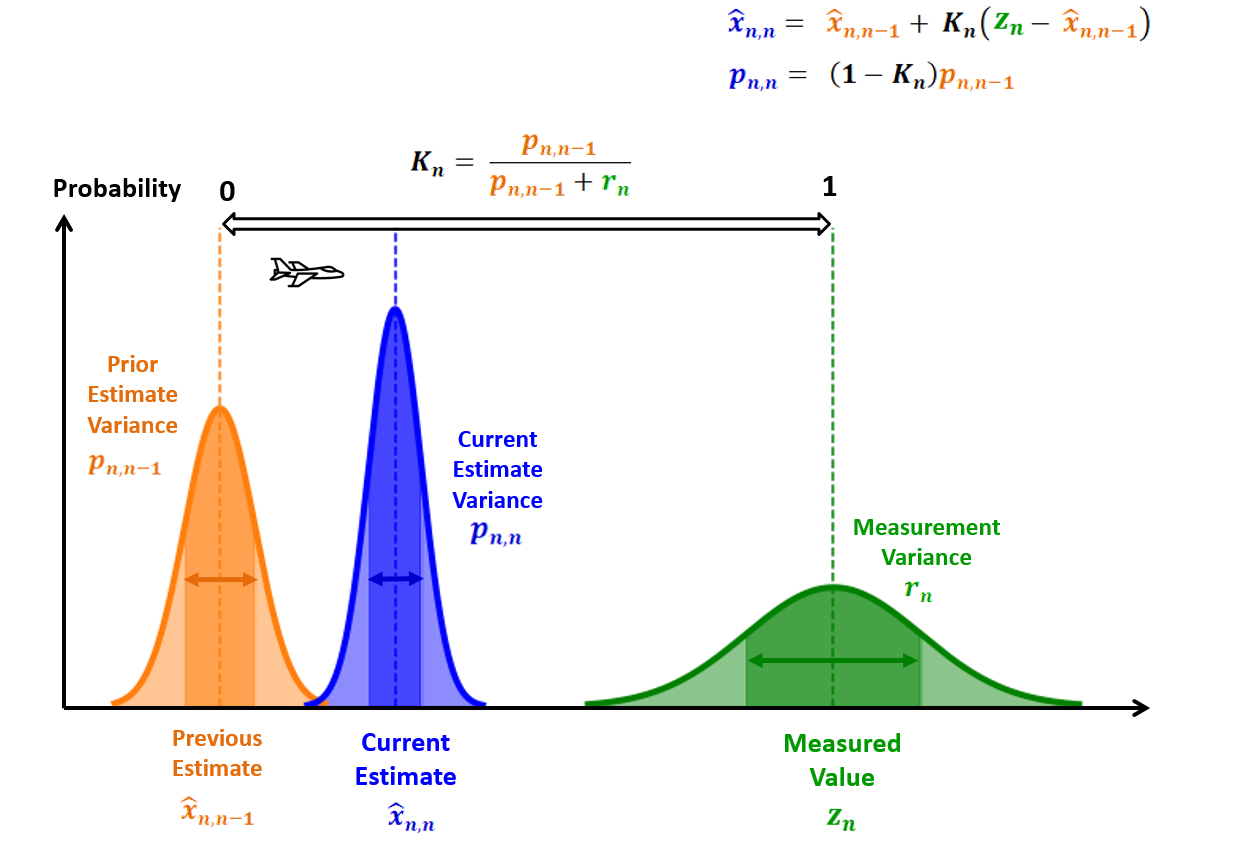 x̂ₙ,ₙ = x̂ₙ,ₙ₋₁ + Kₙ(zₙ − x̂ₙ,ₙ₋₁)
pₙ,ₙ = (1 − Kₙ)pₙ,ₙ₋₁
Kₙ = pₙ,ₙ₋₁ / (pₙ,ₙ₋₁ + rₙ)
Probability
0
1
Prior
Estimate
Variance
pₙ,ₙ₋₁
Current
Estimate
Variance
pₙ,ₙ
Measurement
Variance
rₙ
Previous
Estimate
x̂ₙ,ₙ₋₁
Current
Estimate
x̂ₙ,ₙ
Measured
Value
zₙ